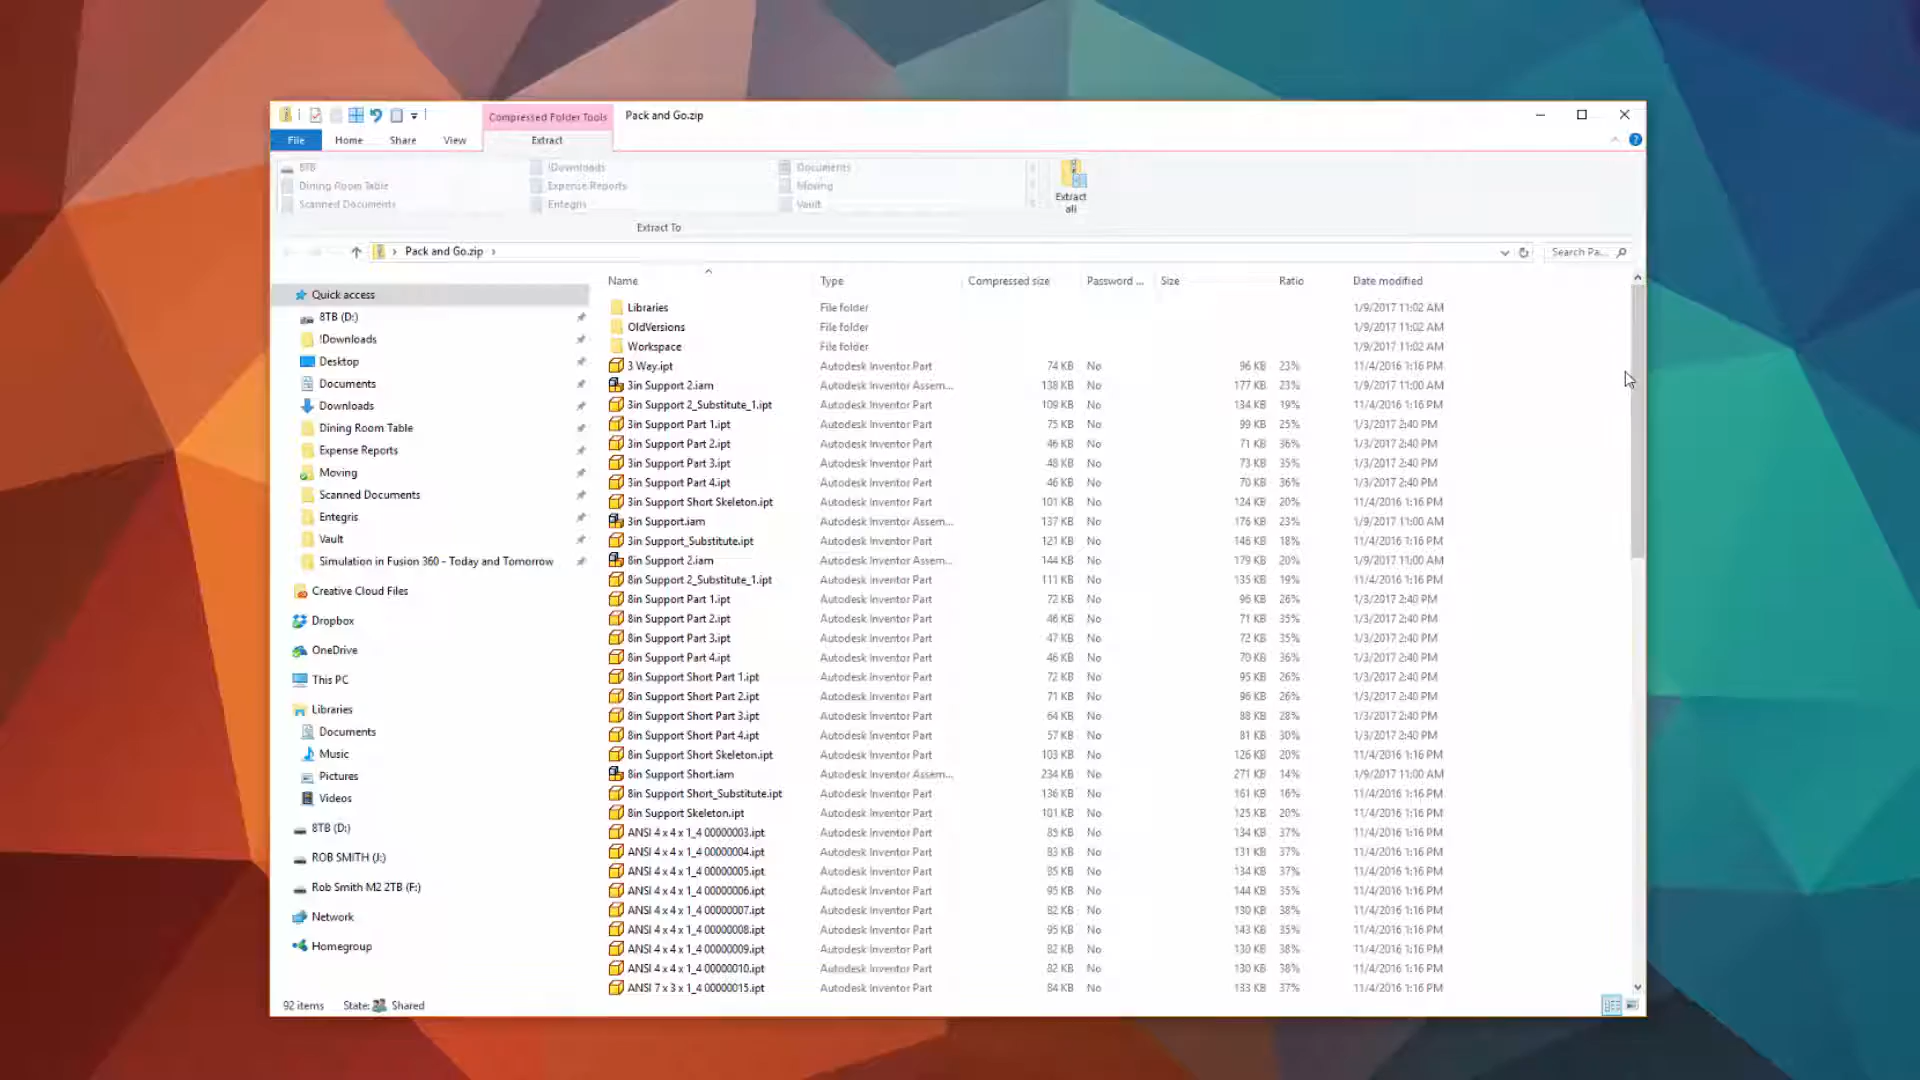 Compressed Folder Tools
Pack and Go.zip
File
Home
Share
View
Extract
8TB
!Downloads
Documents
Dining Room Table
Expense Reports
Moving
Scanned Documents
Entegris
Vault
Extract all
Extract To
Pack and Go.zip
Search Pa...
Quick access
8TB (D:)
!Downloads
Desktop
Documents
Downloads
Dining Room Table
Expense Reports
Moving
Scanned Documents
Entegris
Vault
Simulation in Fusion 360 - Today and Tomorrow
Creative Cloud Files
Dropbox
OneDrive
This PC
Libraries
Documents
Music
Pictures
Videos
8TB (D:)
ROB SMITH (J:)
Rob Smith M2 2TB (F:)
Network
Homegroup
Name Type Compressed size Password ... Size Ratio Date modified
Libraries File folder 1/9/2017 11:02 AM
OldVersions File folder 1/9/2017 11:02 AM
Workspace File folder 1/9/2017 11:02 AM
3 Way.ipt Autodesk Inventor Part 74 KB No 96 KB 23% 11/4/2016 1:16 PM
3in Support 2.iam Autodesk Inventor Assem... 138 KB No 177 KB 23% 1/9/2017 11:00 AM
3in Support 2_Substitute_1.ipt Autodesk Inventor Part 109 KB No 134 KB 19% 11/4/2016 1:16 PM
3in Support Part 1.ipt Autodesk Inventor Part 75 KB No 99 KB 25% 1/3/2017 2:40 PM
3in Support Part 2.ipt Autodesk Inventor Part 46 KB No 71 KB 36% 1/3/2017 2:40 PM
3in Support Part 3.ipt Autodesk Inventor Part 48 KB No 73 KB 35% 1/3/2017 2:40 PM
3in Support Part 4.ipt Autodesk Inventor Part 46 KB No 70 KB 36% 1/3/2017 2:40 PM
3in Support Short Skeleton.ipt Autodesk Inventor Part 101 KB No 124 KB 20% 11/4/2016 1:16 PM
3in Support.iam Autodesk Inventor Assem... 137 KB No 176 KB 23% 1/9/2017 11:00 AM
3in Support_Substitute.ipt Autodesk Inventor Part 121 KB No 146 KB 18% 11/4/2016 1:16 PM
8in Support 2.iam Autodesk Inventor Assem... 144 KB No 179 KB 20% 1/9/2017 11:00 AM
8in Support 2_Substitute_1.ipt Autodesk Inventor Part 111 KB No 135 KB 19% 11/4/2016 1:16 PM
8in Support Part 1.ipt Autodesk Inventor Part 72 KB No 96 KB 26% 1/3/2017 2:40 PM
8in Support Part 2.ipt Autodesk Inventor Part 46 KB No 71 KB 35% 1/3/2017 2:40 PM
8in Support Part 3.ipt Autodesk Inventor Part 47 KB No 72 KB 35% 1/3/2017 2:40 PM
8in Support Part 4.ipt Autodesk Inventor Part 46 KB No 70 KB 36% 1/3/2017 2:40 PM
8in Support Short Part 1.ipt Autodesk Inventor Part 72 KB No 95 KB 26% 1/3/2017 2:40 PM
8in Support Short Part 2.ipt Autodesk Inventor Part 71 KB No 96 KB 26% 1/3/2017 2:40 PM
8in Support Short Part 3.ipt Autodesk Inventor Part 64 KB No 88 KB 28% 1/3/2017 2:40 PM
8in Support Short Part 4.ipt Autodesk Inventor Part 57 KB No 81 KB 30% 1/3/2017 2:40 PM
8in Support Short Skeleton.ipt Autodesk Inventor Part 103 KB No 126 KB 20% 11/4/2016 1:16 PM
8in Support Short.iam Autodesk Inventor Assem... 234 KB No 271 KB 14% 1/9/2017 11:00 AM
8in Support Short_Substitute.ipt Autodesk Inventor Part 136 KB No 161 KB 16% 11/4/2016 1:16 PM
8in Support Skeleton.ipt Autodesk Inventor Part 101 KB No 125 KB 20% 11/4/2016 1:16 PM
ANSI 4 x 4 x 1_4 00000003.ipt Autodesk Inventor Part 85 KB No 134 KB 37% 11/4/2016 1:16 PM
ANSI 4 x 4 x 1_4 00000004.ipt Autodesk Inventor Part 83 KB No 131 KB 37% 11/4/2016 1:16 PM
ANSI 4 x 4 x 1_4 00000005.ipt Autodesk Inventor Part 85 KB No 134 KB 37% 11/4/2016 1:16 PM
ANSI 4 x 4 x 1_4 00000006.ipt Autodesk Inventor Part 95 KB No 144 KB 35% 11/4/2016 1:16 PM
ANSI 4 x 4 x 1_4 00000007.ipt Autodesk Inventor Part 82 KB No 130 KB 38% 11/4/2016 1:16 PM
ANSI 4 x 4 x 1_4 00000008.ipt Autodesk Inventor Part 95 KB No 143 KB 35% 11/4/2016 1:16 PM
ANSI 4 x 4 x 1_4 00000009.ipt Autodesk Inventor Part 82 KB No 130 KB 38% 11/4/2016 1:16 PM
ANSI 4 x 4 x 1_4 00000010.ipt Autodesk Inventor Part 82 KB No 130 KB 38% 11/4/2016 1:16 PM
ANSI 7 x 3 x 1_4 00000015.ipt Autodesk Inventor Part 84 KB No 133 KB 37% 11/4/2016 1:16 PM
92 items State: Shared